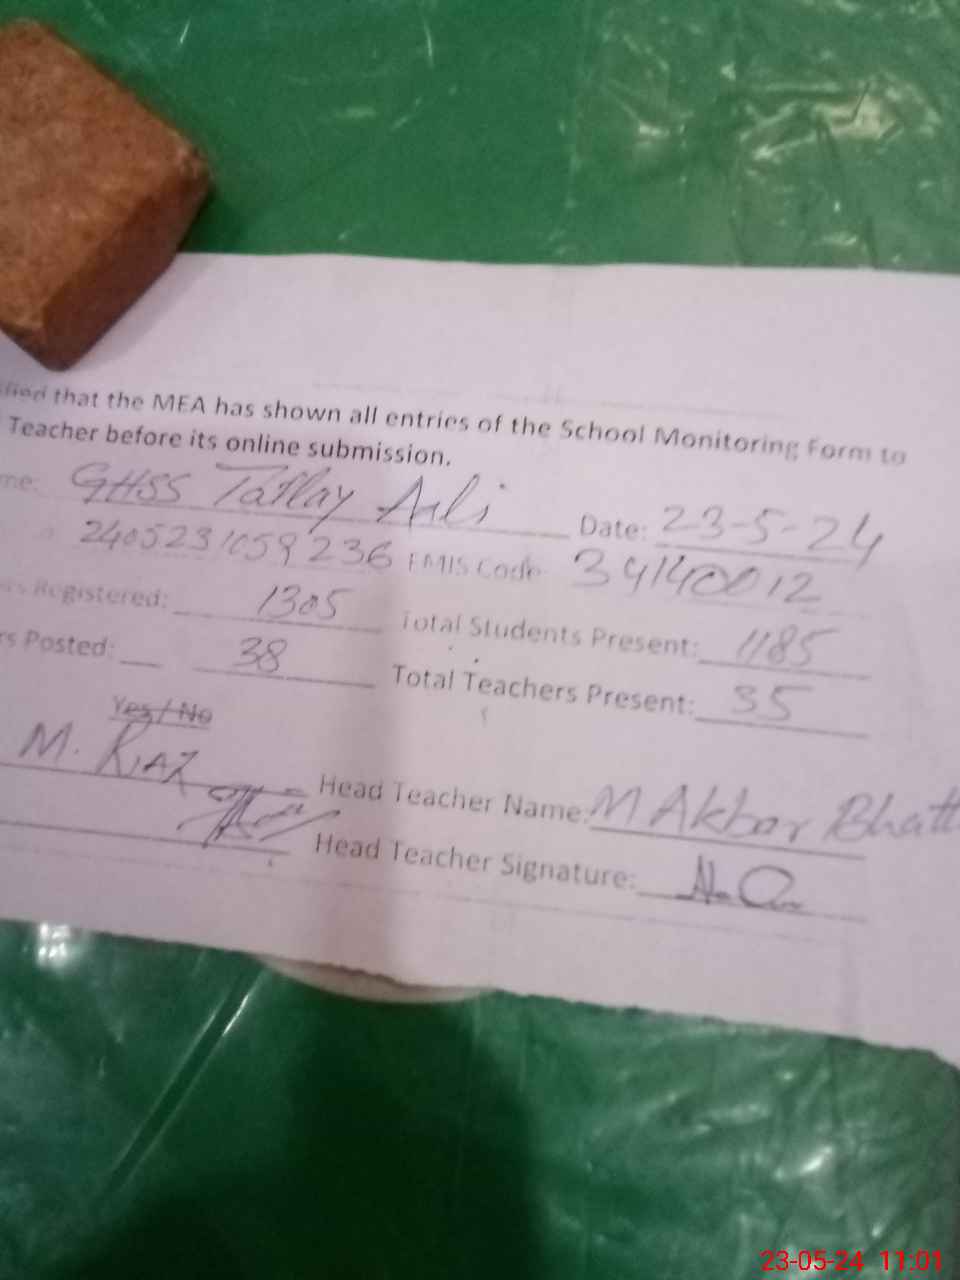 that the MEA has shown all entries of the School Monitoring Form to
Teacher before its online submission.
me: GHSS Tatlay Aali Date: 23-5-24
2405231059236 EMIS Code 34140012
rs Registered: 1305 Total Students Present: 1185
rs Posted: 38 Total Teachers Present: 35
Yes / No
M. RIAZ Head Teacher Name: M Akbar Bhatt
Head Teacher Signature:
23-05-24 11:01